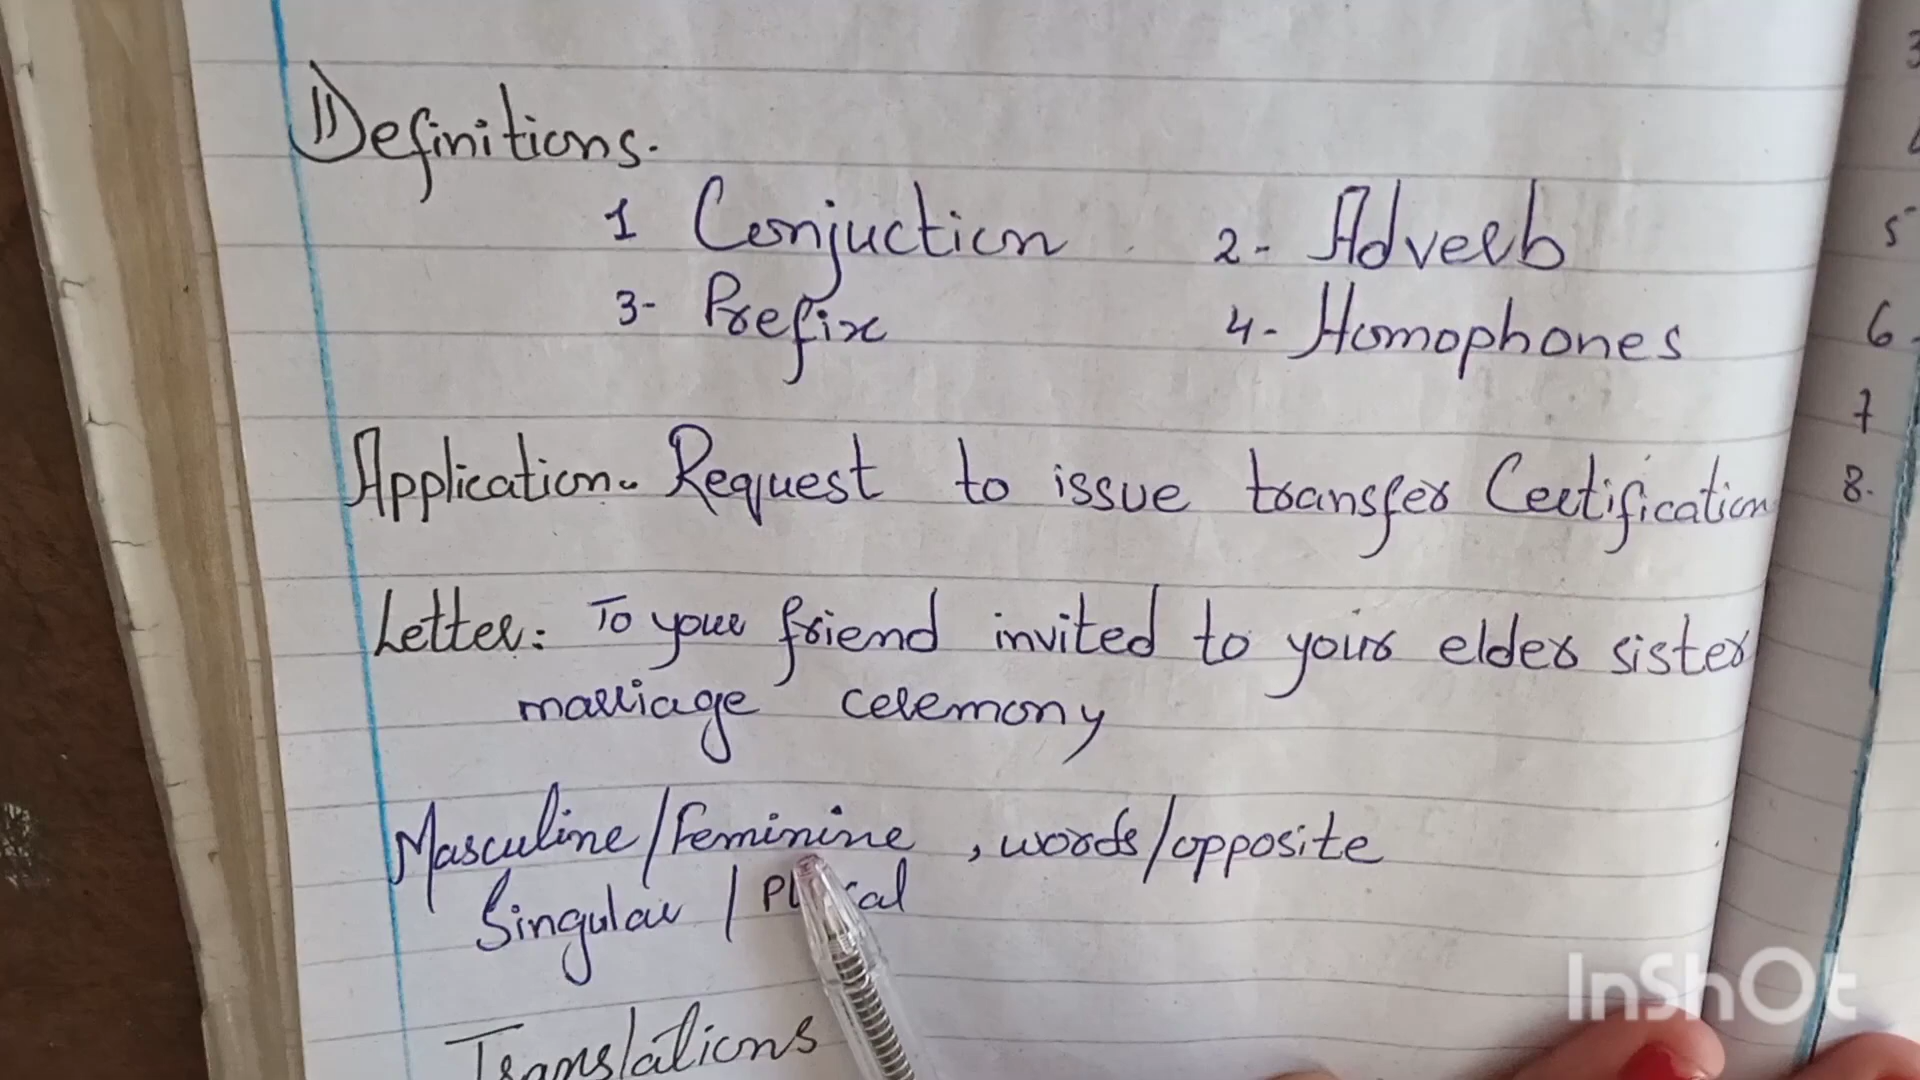 1) Definitions.
1 Conjuction 2- Adverb
3- Prefix 4- Homophones
Application. Request to issue transfer Certification
Letter: To your friend invited to your elder sister
marriage ceremony
Masculine/Feminine , words/opposite
Singular / Plural
Translations
5
6.
7
8.
InShOt